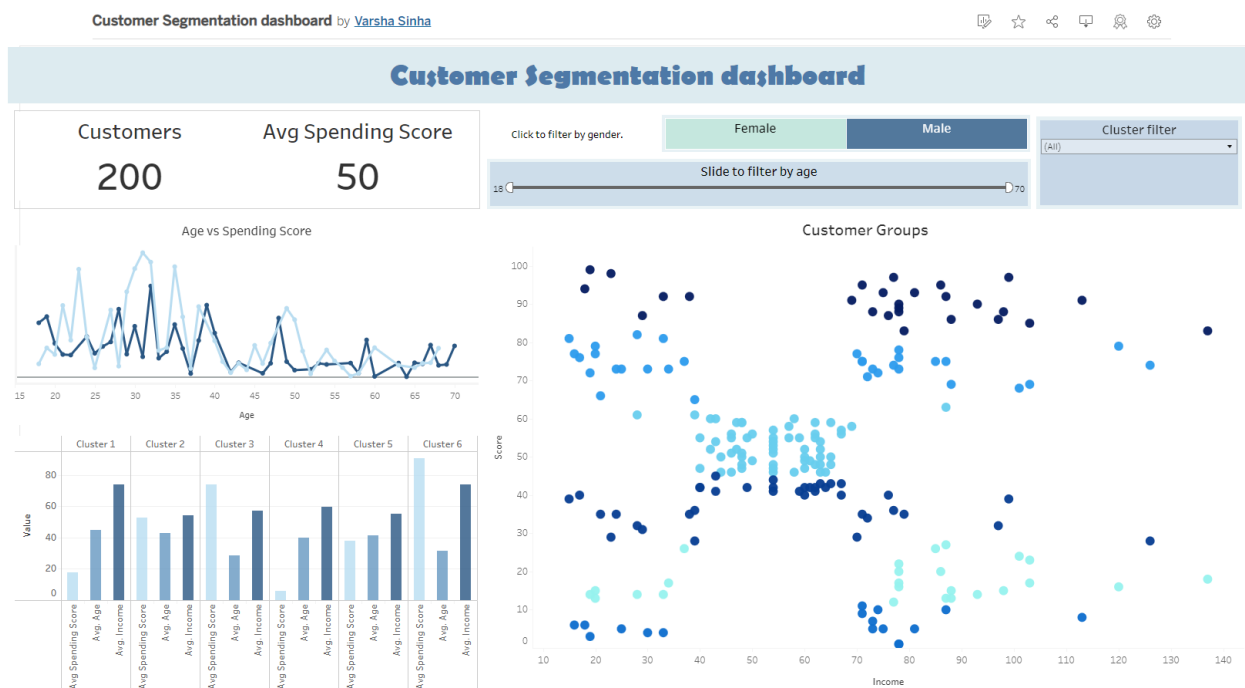 Customer Segmentation dashboard by Varsha Sinha
Customer Segmentation dashboard
Customers
Avg Spending Score
200
50
Click to filter by gender.
Female
Male
Slide to filter by age
18
70
Cluster filter
(All)
Age vs Spending Score
15 20 25 30 35 40 45 50 55 60 65 70
Age
Cluster 1 Cluster 2 Cluster 3 Cluster 4 Cluster 5 Cluster 6
Value
80
60
40
20
0
Avg Spending Score
Avg. Age
Avg. Income
Avg Spending Score
Avg. Age
Avg. Income
Avg Spending Score
Avg. Age
Avg. Income
Avg Spending Score
Avg. Age
Avg. Income
Avg Spending Score
Avg. Age
Avg. Income
Avg Spending Score
Avg. Age
Avg. Income
Customer Groups
Score
100
90
80
70
60
50
40
30
20
10
0
10 20 30 40 50 60 70 80 90 100 110 120 130 140
Income